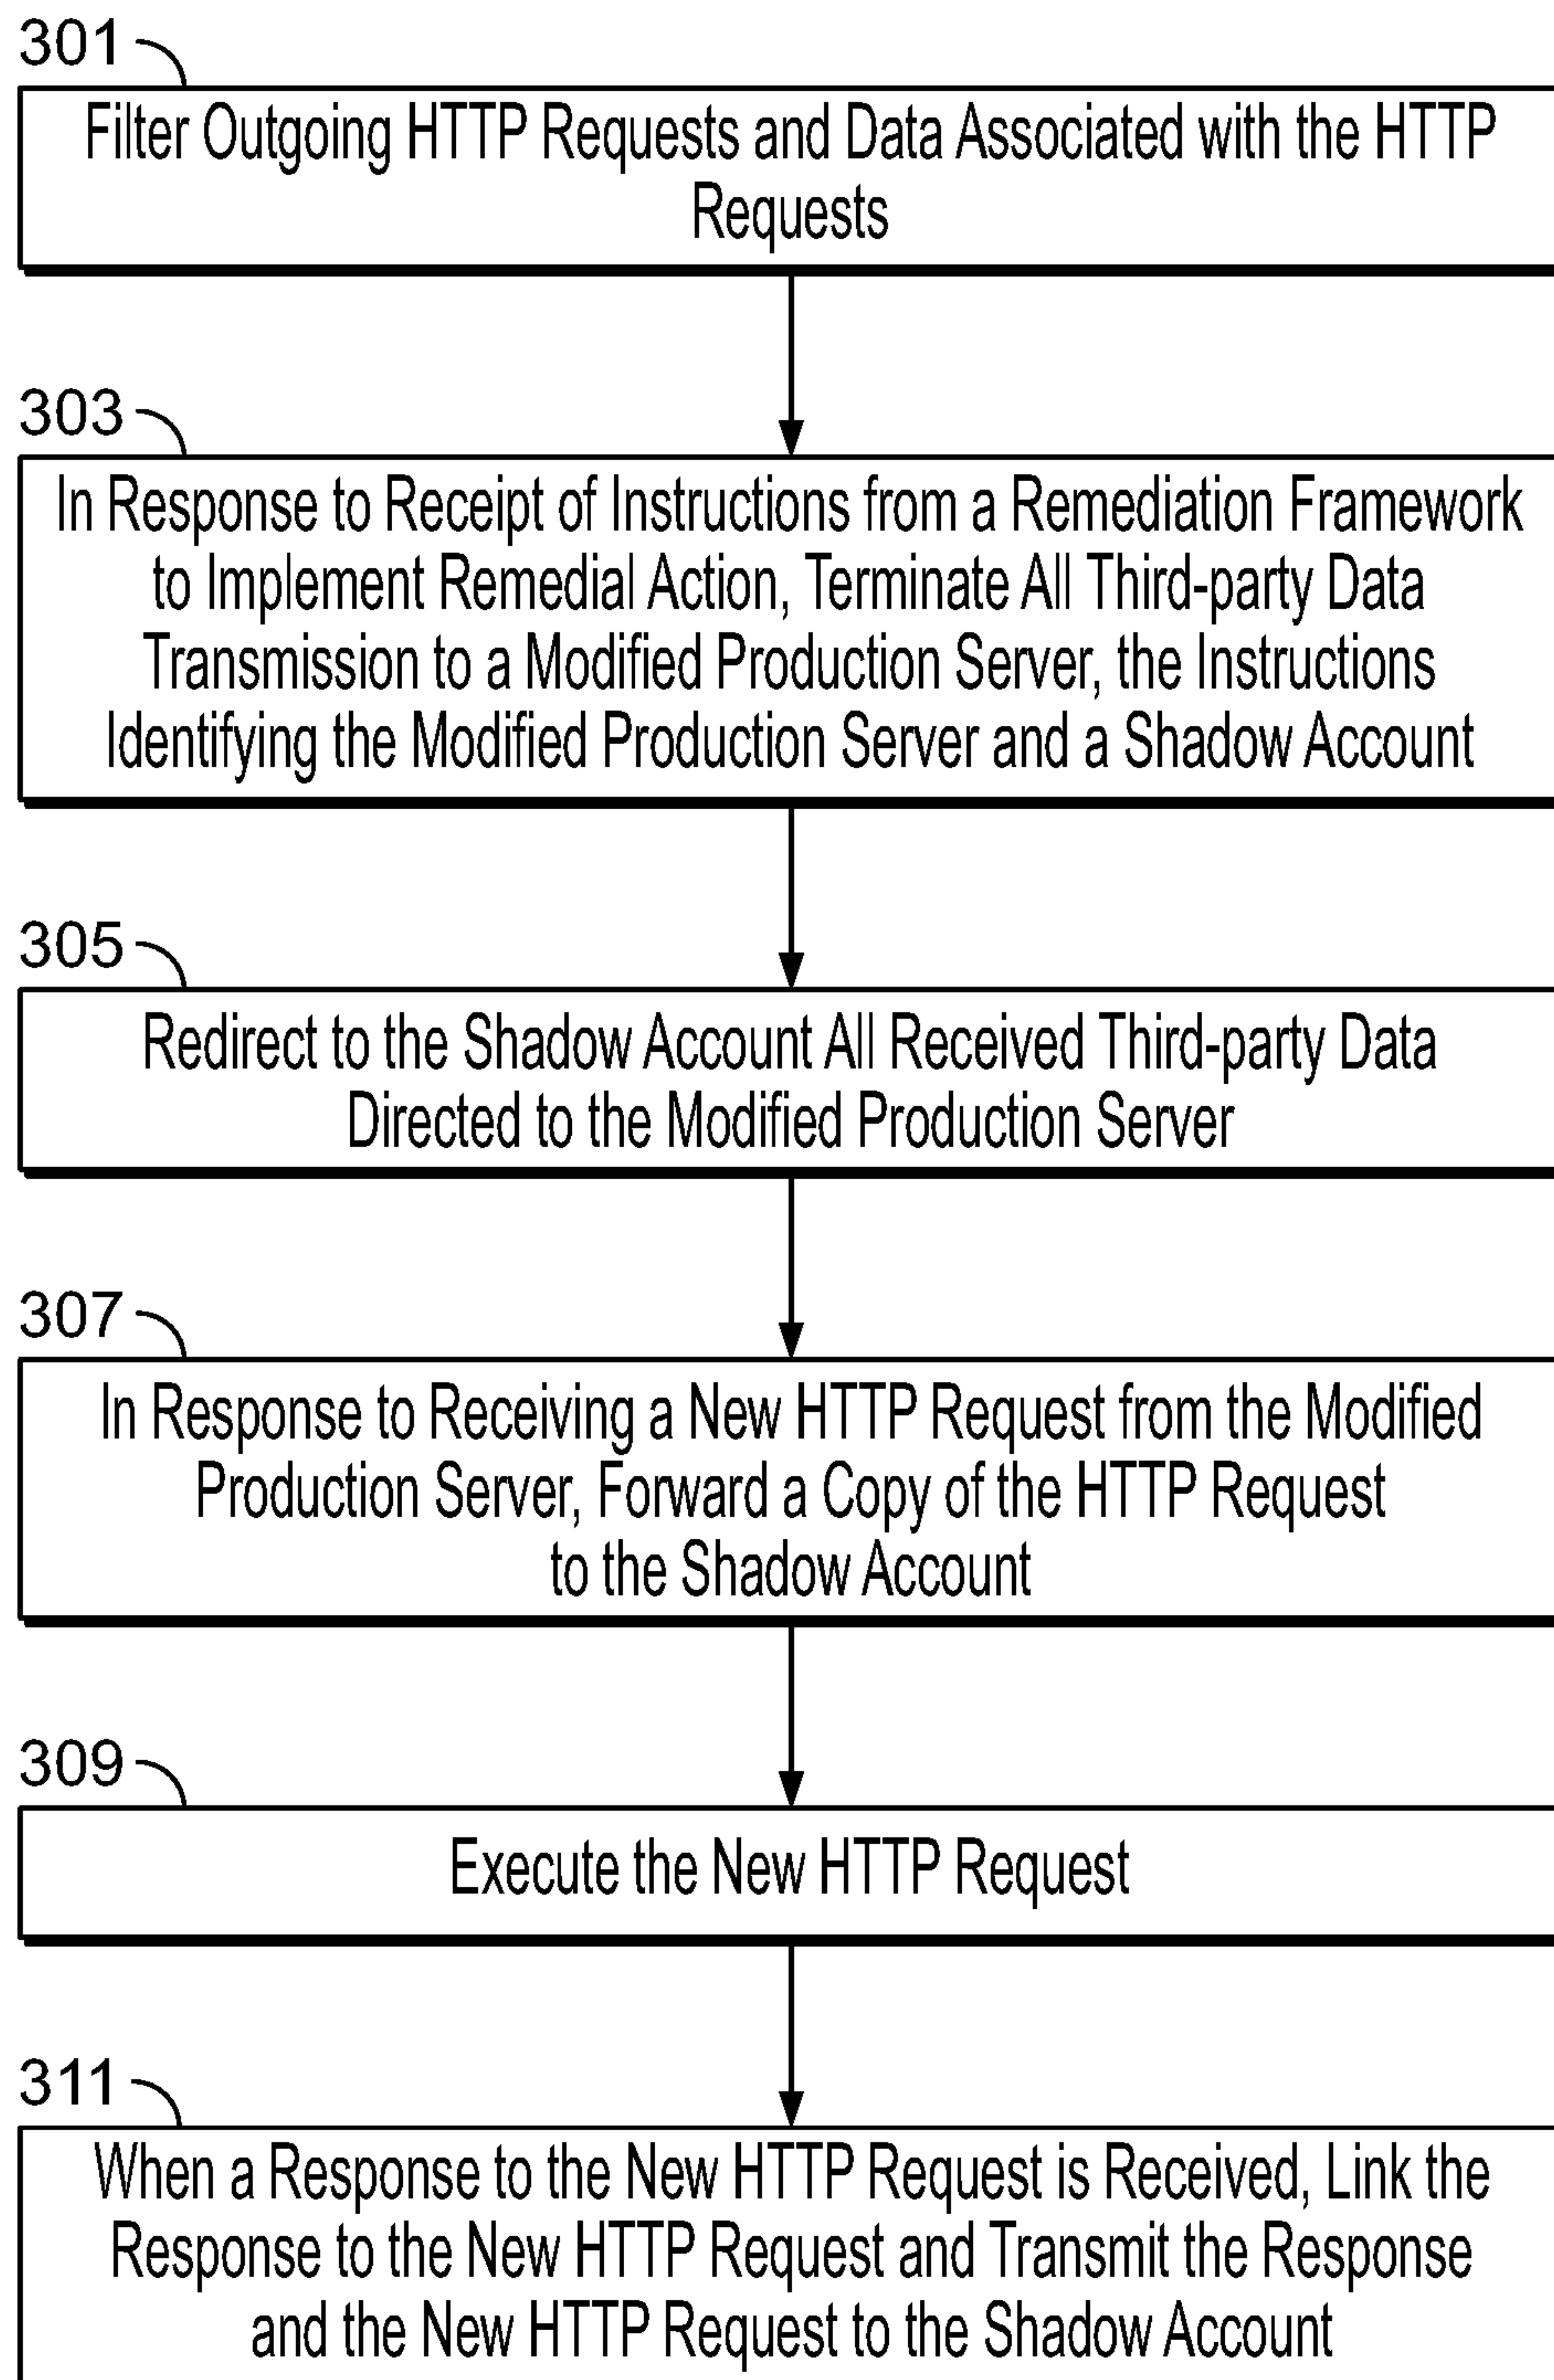 301
Filter Outgoing HTTP Requests and Data Associated with the HTTP
Requests
303
In Response to Receipt of Instructions from a Remediation Framework
to Implement Remedial Action, Terminate All Third-party Data
Transmission to a Modified Production Server, the Instructions
Identifying the Modified Production Server and a Shadow Account
305
Redirect to the Shadow Account All Received Third-party Data
Directed to the Modified Production Server
307
In Response to Receiving a New HTTP Request from the Modified
Production Server, Forward a Copy of the HTTP Request
to the Shadow Account
309
Execute the New HTTP Request
311
When a Response to the New HTTP Request is Received, Link the
Response to the New HTTP Request and Transmit the Response
and the New HTTP Request to the Shadow Account